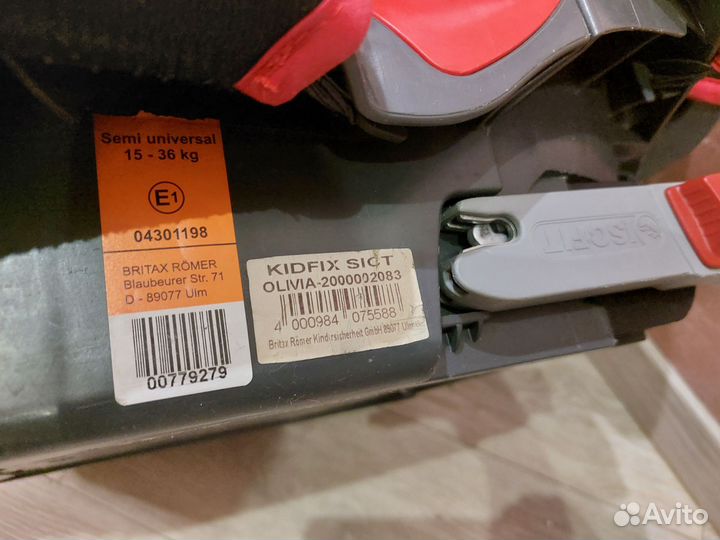 Semi universal
15 - 36 kg
E1
04301198
BRITAX RÖMER
Blaubeurer Str. 71
D - 89077 Ulm
00779279
KIDFIX SICT
OLIVIA-2000002083
4 000984 075588
Britax Römer Kindersicherheit GmbH 89077 Ulm
ISOFIT
Avito